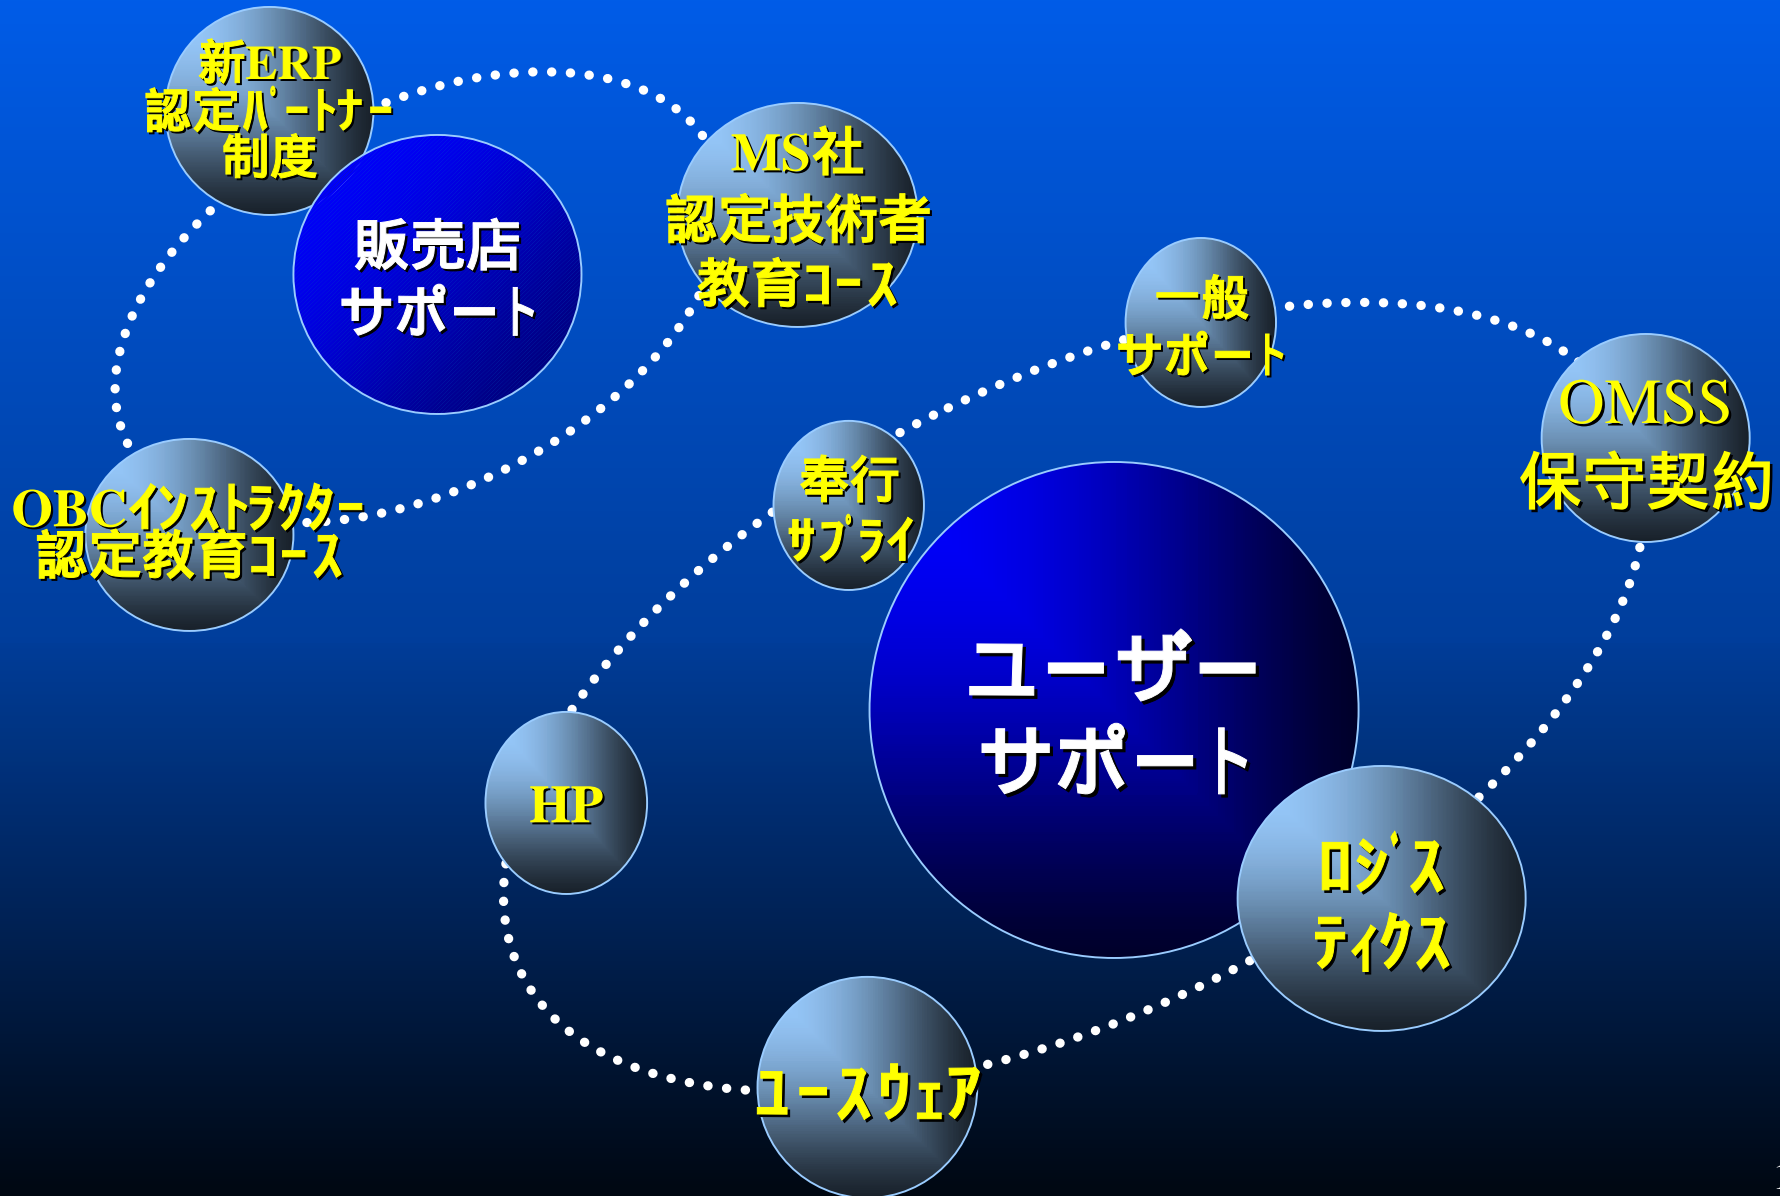 新ERP
認定ﾊﾟｰﾄﾅｰ
制度
販売店
サポート
MS社
認定技術者
教育ｺｰｽ
OBCｲﾝｽﾄﾗｸﾀｰ
認定教育ｺｰｽ
一般
サポート
OMSS
保守契約
奉行
ｻﾌﾟﾗｲ
ユーザー
サポート
HP
ﾛｼﾞｽ
ﾃｨｸｽ
ﾕｰｽｳｪｱ